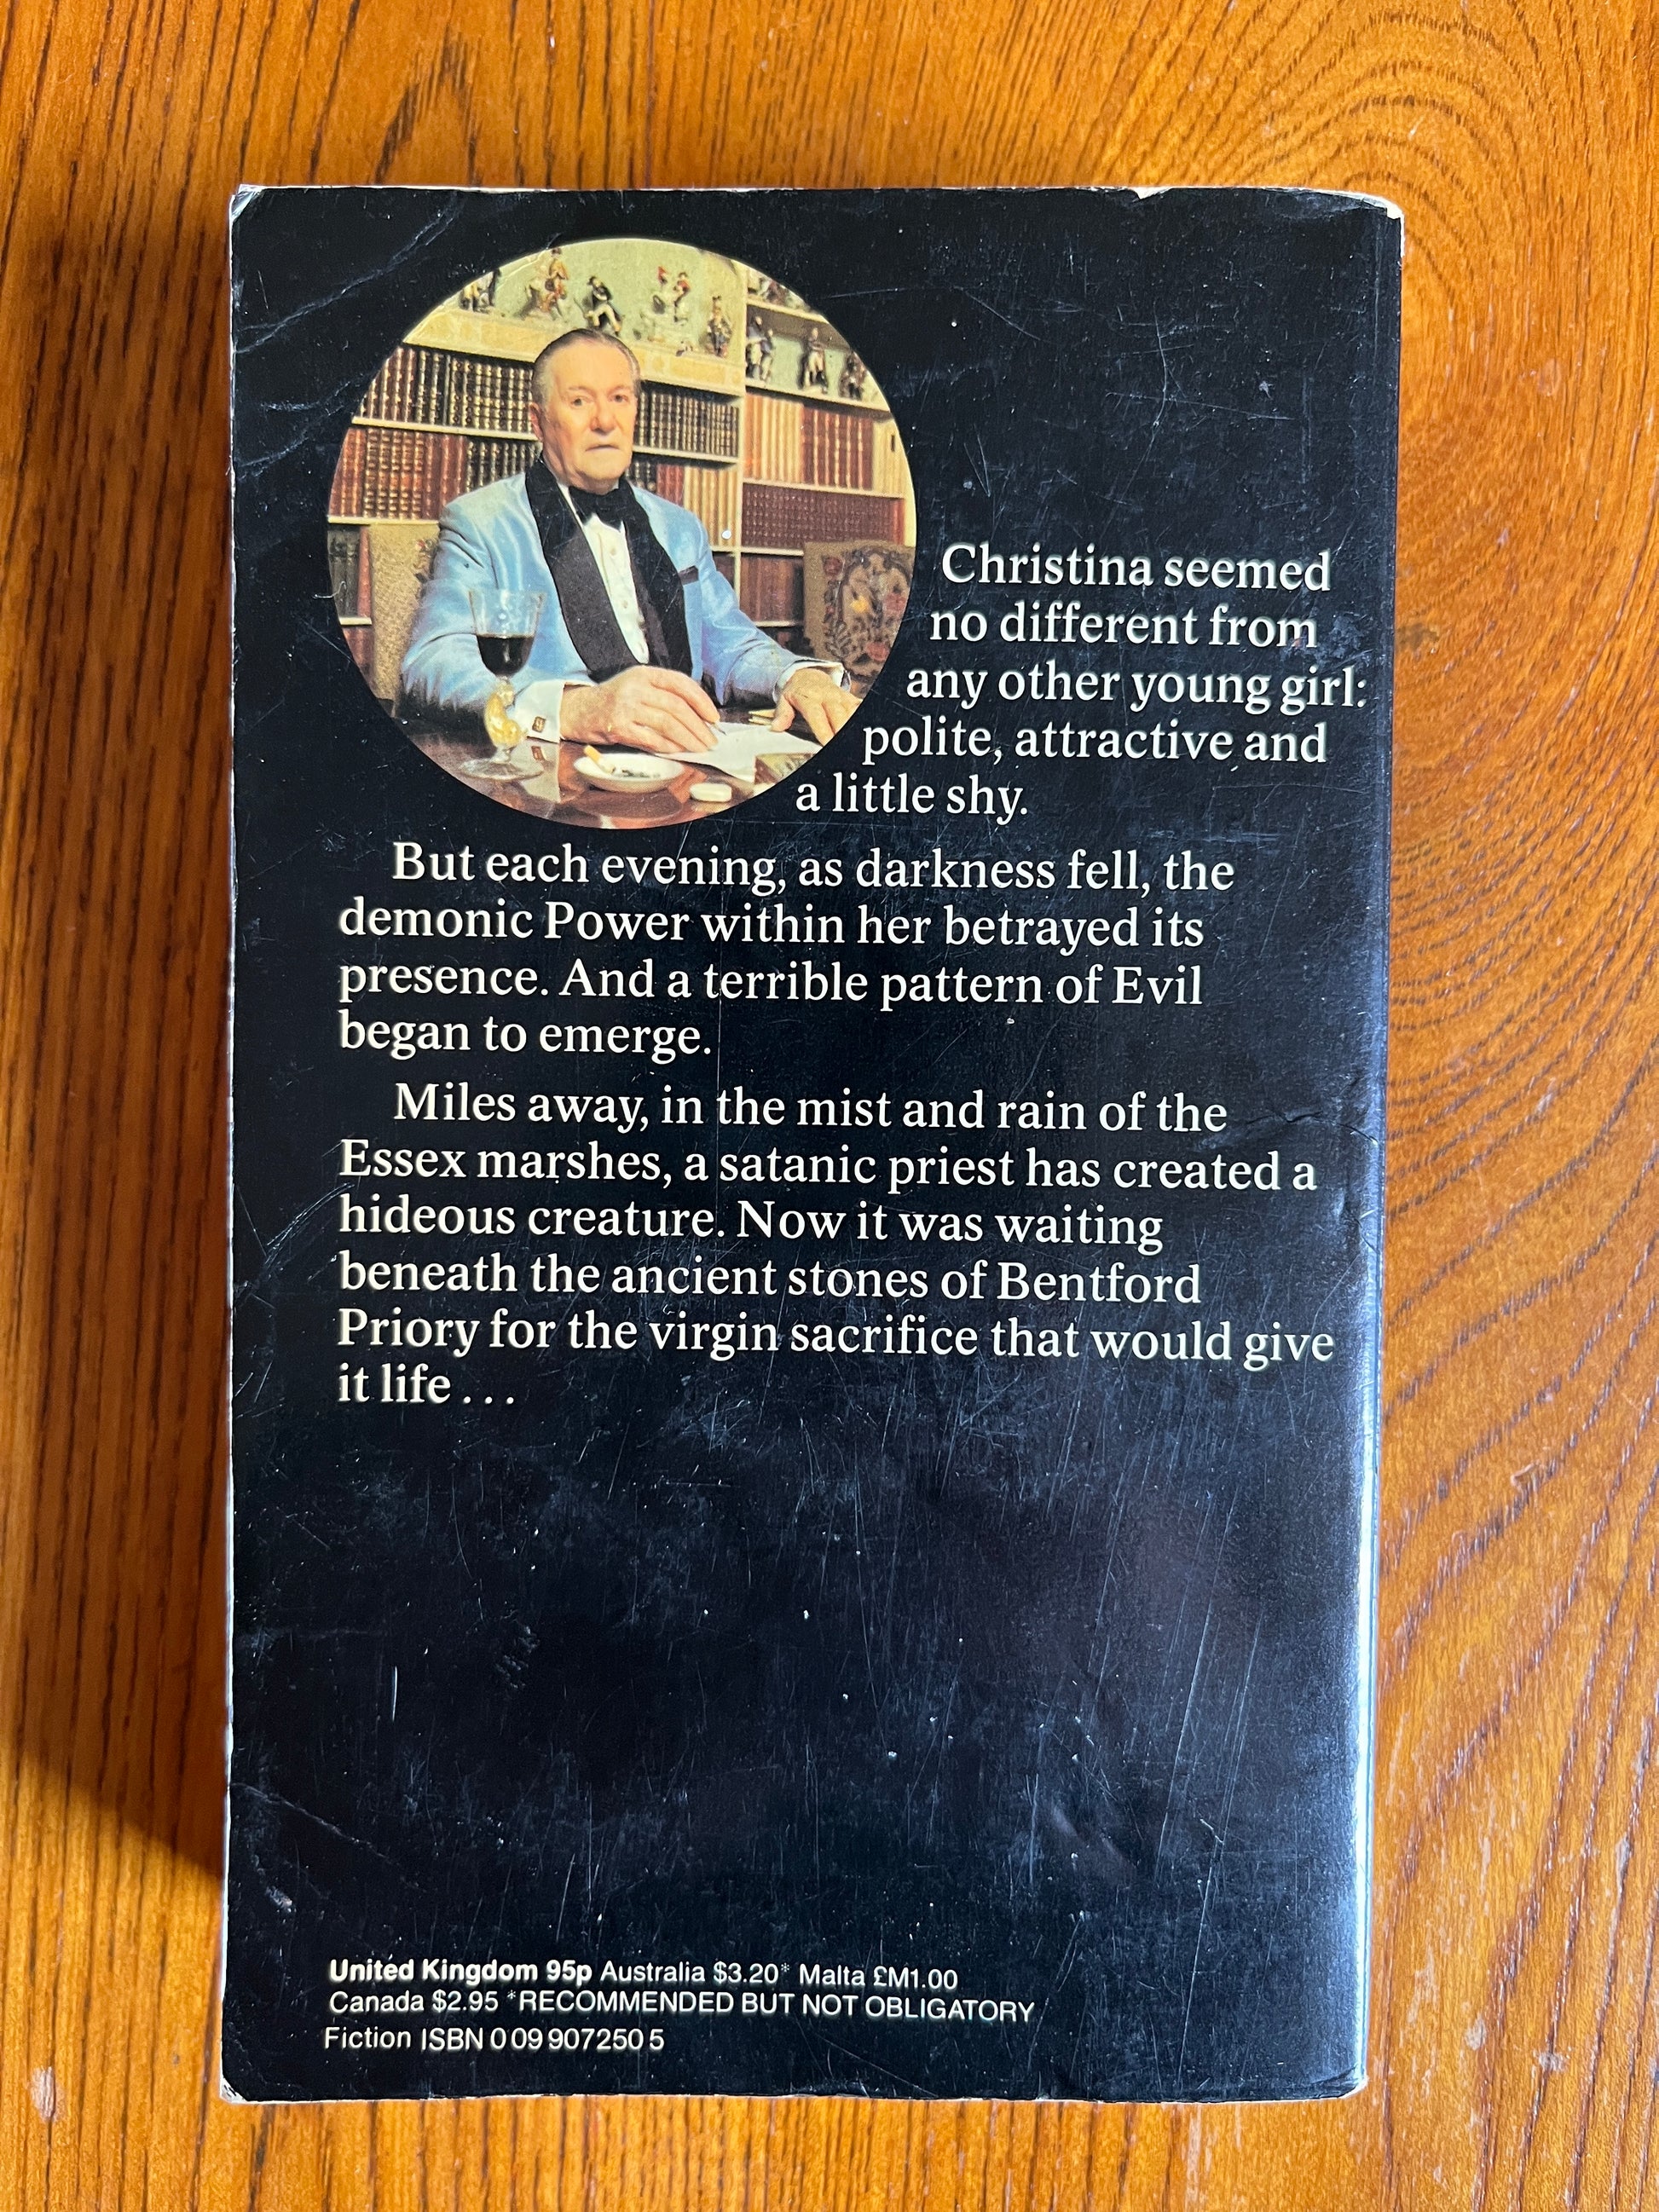 Christina seemed
no different from
any other young girl:
polite, attractive and
a little shy.
But each evening, as darkness fell, the
demonic Power within her betrayed its
presence. And a terrible pattern of Evil
began to emerge.
Miles away, in the mist and rain of the
Essex marshes, a satanic priest has created a
hideous creature. Now it was waiting
beneath the ancient stones of Bentford
Priory for the virgin sacrifice that would give
it life . . .
United Kingdom 95p Australia $3.20* Malta £M1.00
Canada $2.95 *RECOMMENDED BUT NOT OBLIGATORY
Fiction ISBN 0 09 907250 5